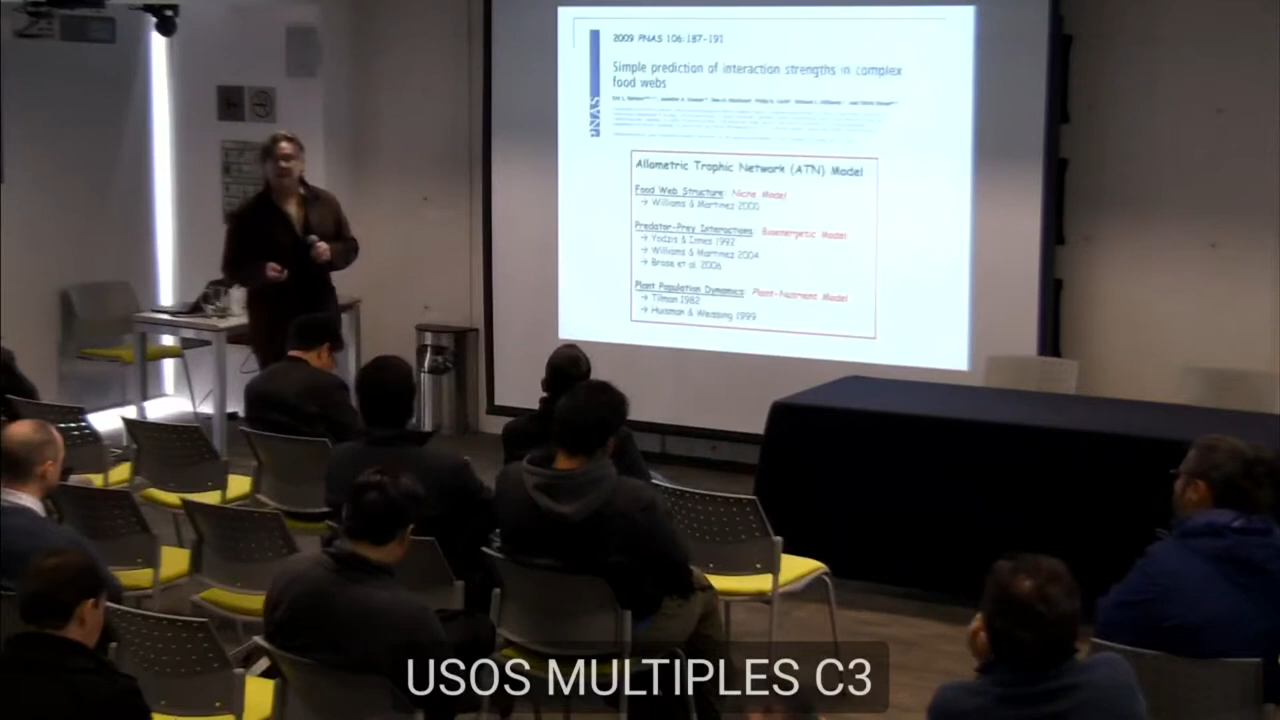 2009 PNAS 106:187-191
Simple prediction of interaction strengths in complex
food webs
PNAS
Allometric Trophic Network (ATN) Model
Food Web Structure: Niche Model
→ Williams & Martinez 2000
Predator-Prey Interactions: Bioenergetic Model
→ Yodzis & Innes 1992
→ Williams & Martinez 2004
→ Brose et al. 2006
Plant Population Dynamics: Plant-Nutrient Model
→ Tilman 1982
→ Huisman & Weissing 1999
USOS MULTIPLES C3